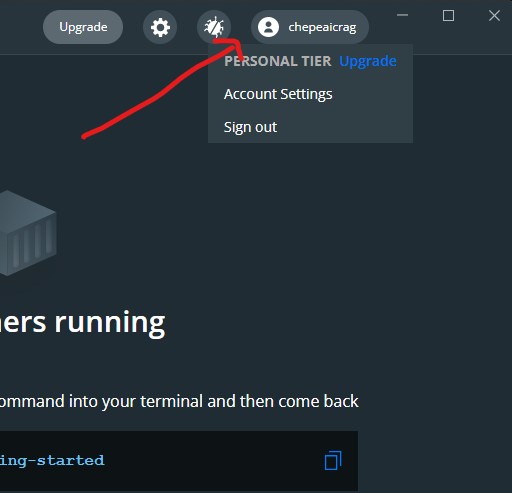 Upgrade
chepeaicrag
PERSONAL TIER Upgrade
Account Settings
Sign out
ers running
ommand into your terminal and then come back
ing-started